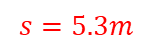 s = 5.3m